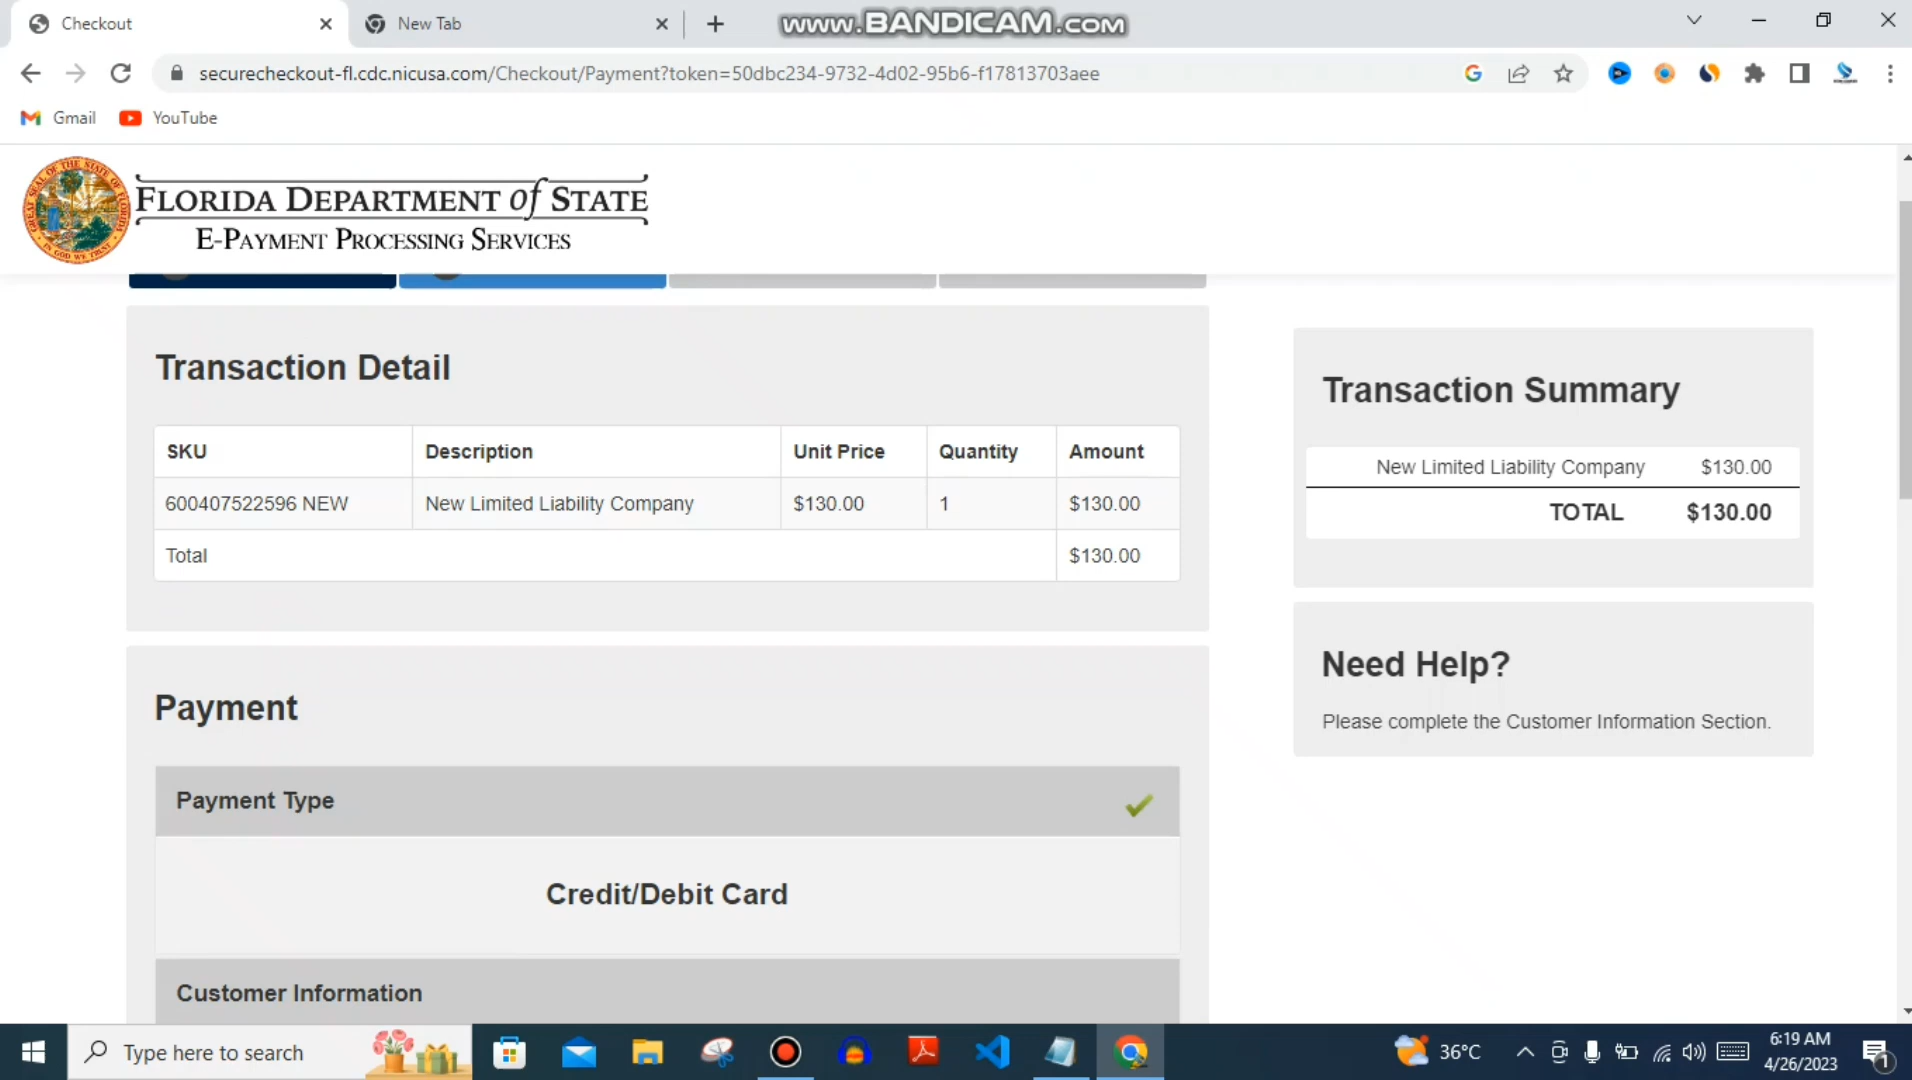 Checkout
New Tab
www.BANDICAM.com
securecheckout-fl.cdc.nicusa.com/Checkout/Payment?token=50dbc234-9732-4d02-95b6-f17813703aee
Gmail
YouTube
FLORIDA DEPARTMENT of STATE
E-PAYMENT PROCESSING SERVICES
Transaction Detail
SKU Description Unit Price Quantity Amount
600407522596 NEW New Limited Liability Company $130.00 1 $130.00
Total $130.00
Transaction Summary
New Limited Liability Company $130.00
TOTAL $130.00
Need Help?
Please complete the Customer Information Section.
Payment
Payment Type
Credit/Debit Card
Customer Information
Type here to search
36°C
6:19 AM
4/26/2023
1